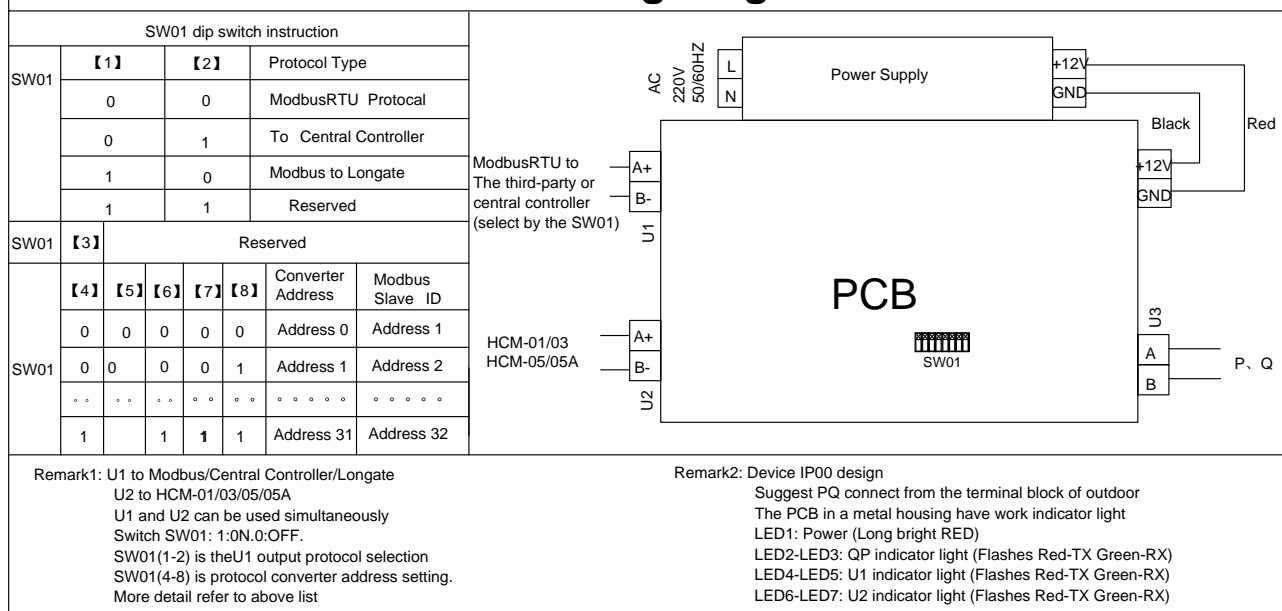 SW01 dip switch instruction
SW01 【1】 【2】 Protocol Type
0 0 ModbusRTU Protocal
0 1 To Central Controller
1 0 Modbus to Longate
1 1 Reserved
SW01 【3】 Reserved
SW01 【4】 【5】 【6】 【7】 【8】 Converter Address Modbus Slave ID
0 0 0 0 0 Address 0 Address 1
0 0 0 0 1 Address 1 Address 2
。。 。。 。。 。。 。。 。。。。。 。。。。。
1 1 1 1 Address 31 Address 32
AC
220V
50/60HZ
L
N
Power Supply
+12V
GND
Black
Red
+12V
GND
ModbusRTU to
The third-party or
central controller
(select by the SW01)
A+
B-
U1
PCB
SW01
HCM-01/03
HCM-05/05A
A+
B-
U2
U3
A
B
P、Q
Remark1: U1 to Modbus/Central Controller/Longate
U2 to HCM-01/03/05/05A
U1 and U2 can be used simultaneously
Switch SW01: 1:0N.0:OFF.
SW01(1-2) is theU1 output protocol selection
SW01(4-8) is protocol converter address setting.
More detail refer to above list
Remark2: Device IP00 design
Suggest PQ connect from the terminal block of outdoor
The PCB in a metal housing have work indicator light
LED1: Power (Long bright RED)
LED2-LED3: QP indicator light (Flashes Red-TX Green-RX)
LED4-LED5: U1 indicator light (Flashes Red-TX Green-RX)
LED6-LED7: U2 indicator light (Flashes Red-TX Green-RX)